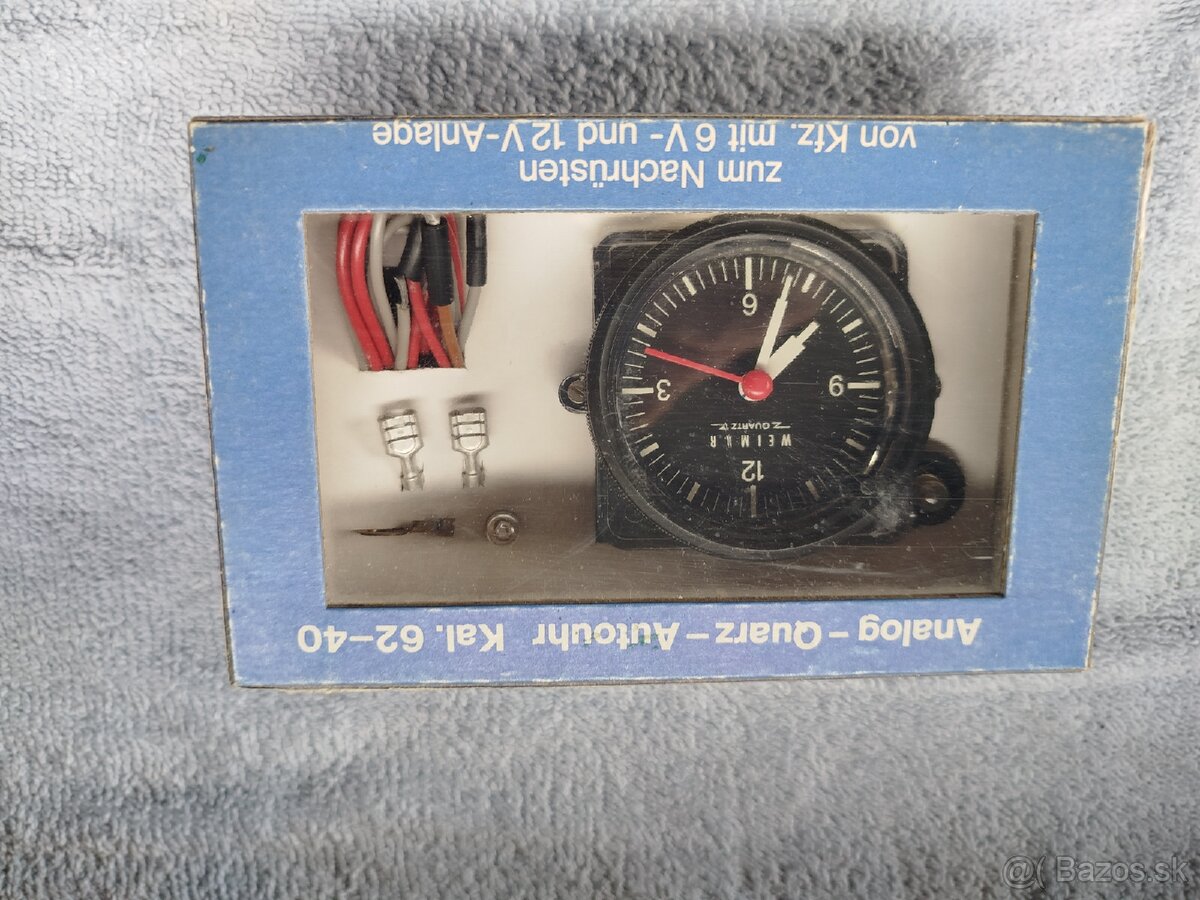 Analog – Quarz – Autouhr Kal. 62–40
12
WEIMAR
QUARTZ
3
9
6
zum Nachrüsten
von Kfz. mit 6 V- und 12 V-Anlage
@( Bazos.sk